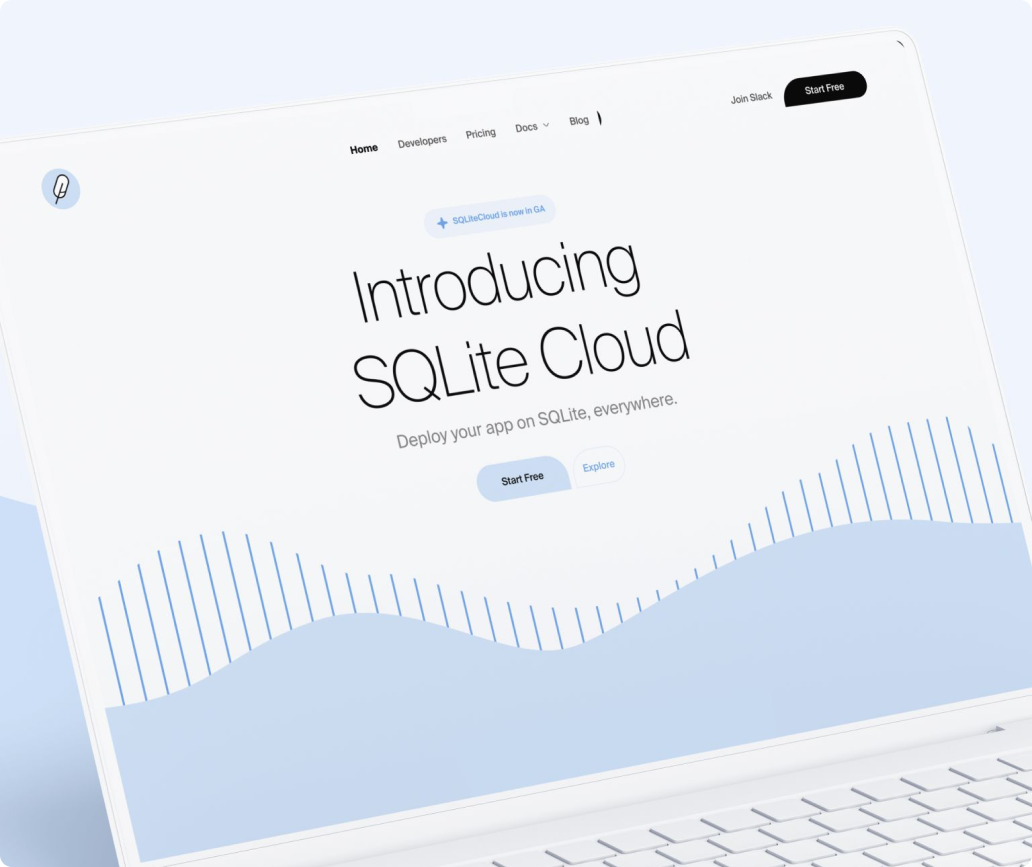 Home Developers Pricing Docs Blog Join Slack Start Free
SQLiteCloud is now in GA
Introducing
SQLite Cloud
Deploy your app on SQLite, everywhere.
Start Free Explore